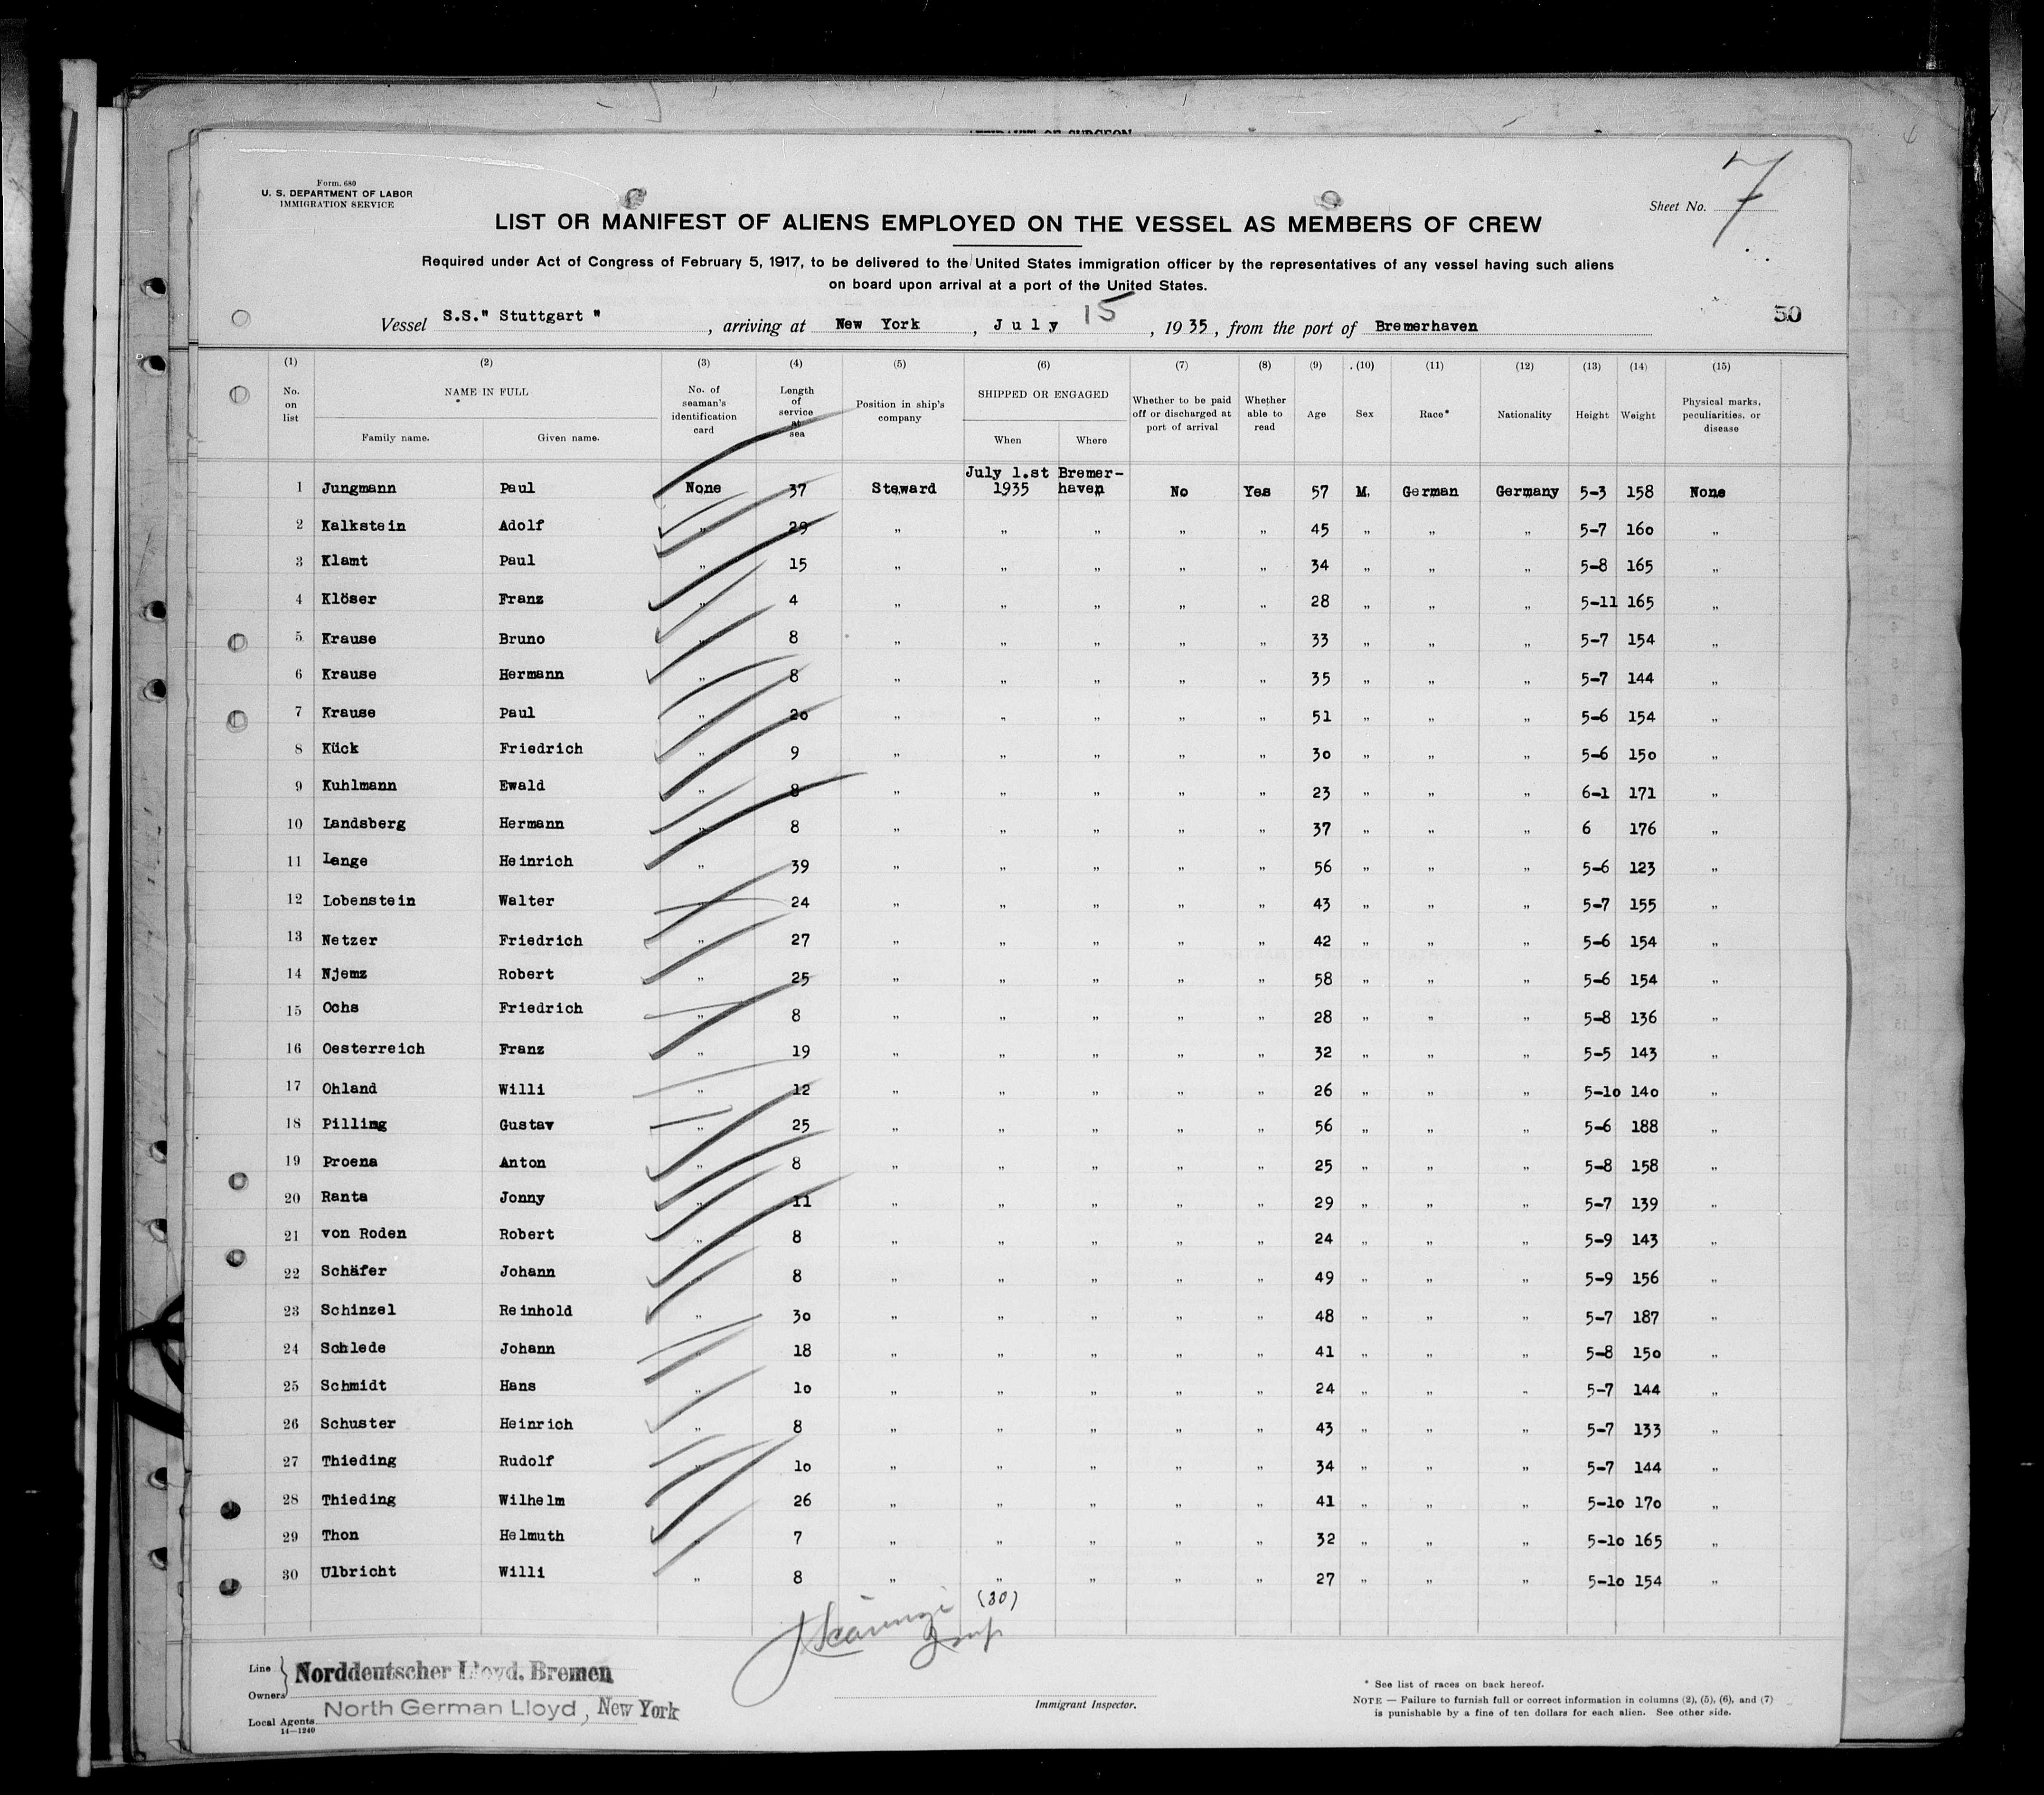 AFFIDAVIT OF SURGEON
Form. 680
U. S. DEPARTMENT OF LABOR
IMMIGRATION SERVICE
Sheet No. 7
LIST OR MANIFEST OF ALIENS EMPLOYED ON THE VESSEL AS MEMBERS OF CREW
Required under Act of Congress of February 5, 1917, to be delivered to the United States immigration officer by the representatives of any vessel having such aliens
on board upon arrival at a port of the United States.
50
Vessel S.S." Stuttgart " , arriving at New York , July 15 , 1935 , from the port of Bremerhaven
(1) (2) (3) (4) (5) (6) (7) (8) (9) (10) (11) (12) (13) (14) (15)
No. on list NAME IN FULL Family name. Given name. No. of seaman's identification card Length of service at sea Position in ship's company SHIPPED OR ENGAGED When Where Whether to be paid off or discharged at port of arrival Whether able to read Age Sex Race* Nationality Height Weight Physical marks, peculiarities, or disease
1 Jungmann Paul None 37 Steward July 1.st 1935 Bremer-haven No Yes 57 M. German Germany 5-3 158 None
2 Kalkstein Adolf " 29 " " " " " 45 " " " 5-7 160 "
3 Klamt Paul " 15 " " " " " 34 " " " 5-8 165 "
4 Klöser Franz " 4 " " " " " 28 " " " 5-11 165 "
5 Krause Bruno " 8 " " " " " 33 " " " 5-7 154 "
6 Krause Hermann " 8 " " " " " 35 " " " 5-7 144 "
7 Krause Paul " 20 " " " " " 51 " " " 5-6 154 "
8 Kück Friedrich " 9 " " " " " 30 " " " 5-6 150 "
9 Kuhlmann Ewald " 8 " " " " " 23 " " " 6-1 171 "
10 Landsberg Hermann " 8 " " " " " 37 " " " 6 176 "
11 Lange Heinrich " 39 " " " " " 56 " " " 5-6 123 "
12 Lobenstein Walter " 24 " " " " " 43 " " " 5-7 155 "
13 Netzer Friedrich " 27 " " " " " 42 " " " 5-6 154 "
14 Njemz Robert " 25 " " " " " 58 " " " 5-6 154 "
15 Ochs Friedrich " 8 " " " " " 28 " " " 5-8 136 "
16 Oesterreich Franz " 19 " " " " " 32 " " " 5-5 143 "
17 Ohland Willi " 12 " " " " " 26 " " " 5-10 140 "
18 Pilling Gustav " 25 " " " " " 56 " " " 5-6 188 "
19 Proena Anton " 8 " " " " " 25 " " " 5-8 158 "
20 Ranta Jonny " 11 " " " " " 29 " " " 5-7 139 "
21 von Roden Robert " 8 " " " " " 24 " " " 5-9 143 "
22 Schäfer Johann " 8 " " " " " 49 " " " 5-9 156 "
23 Schinzel Reinhold " 30 " " " " " 48 " " " 5-7 187 "
24 Schlede Johann " 18 " " " " " 41 " " " 5-8 150 "
25 Schmidt Hans " 10 " " " " " 24 " " " 5-7 144 "
26 Schuster Heinrich " 8 " " " " " 43 " " " 5-7 133 "
27 Thieding Rudolf " 10 " " " " " 34 " " " 5-7 144 "
28 Thieding Wilhelm " 26 " " " " " 41 " " " 5-10 170 "
29 Thon Helmuth " 7 " " " " " 32 " " " 5-10 165 "
30 Ulbricht Willi " 8 " " " " " 27 " " " 5-10 154 "
(30)
Line Norddeutscher Lloyd, Bremen
Owners
Local Agents North German Lloyd, New York
14-1240
Immigrant Inspector.
* See list of races on back hereof.
NOTE — Failure to furnish full or correct information in columns (2), (5), (6), and (7)
is punishable by a fine of ten dollars for each alien. See other side.